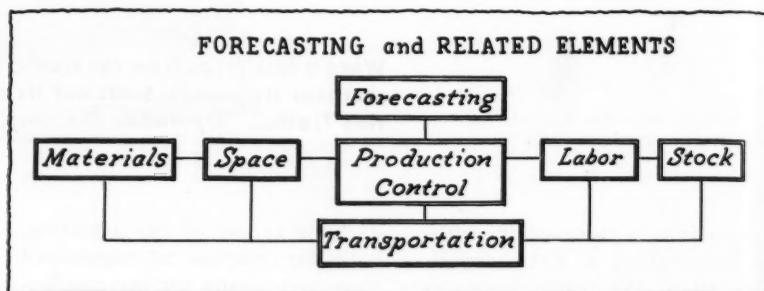 FORECASTING and RELATED ELEMENTS
Forecasting
Materials
Space
Production
Control
Labor
Stock
Transportation